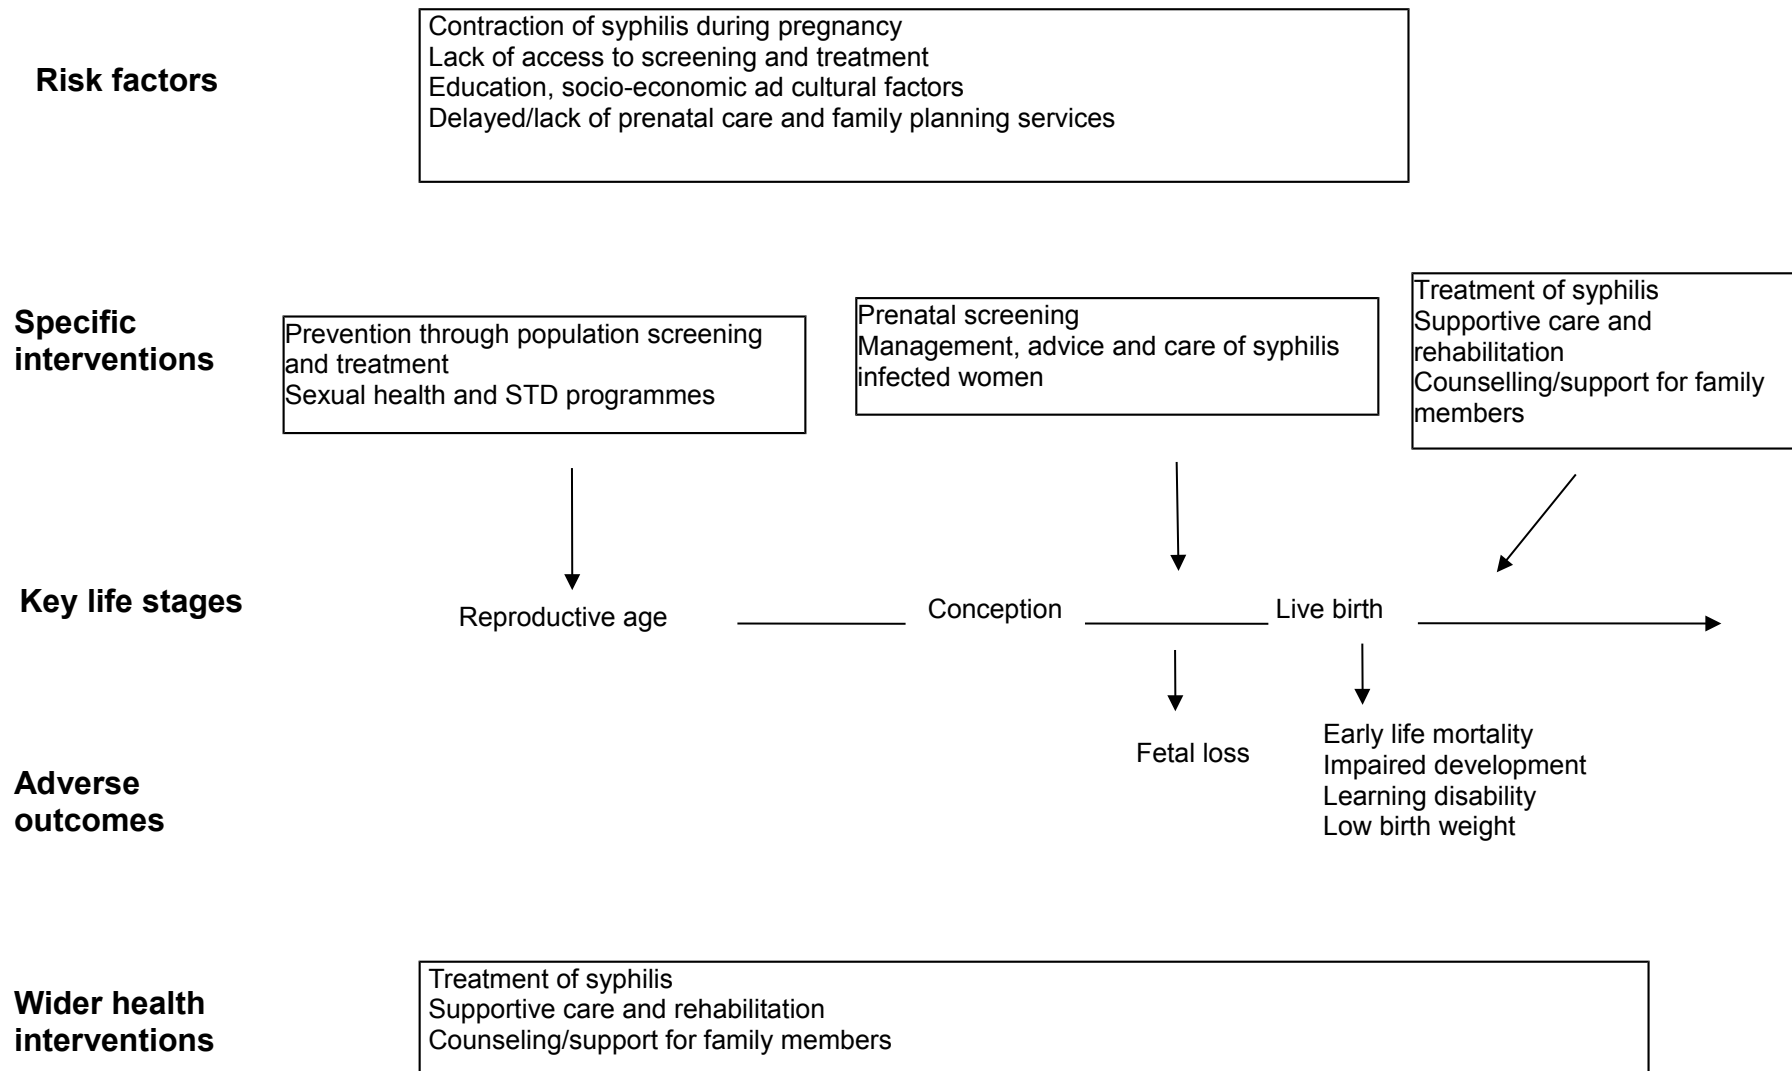 Risk factors
Contraction of syphilis during pregnancy
Lack of access to screening and treatment
Education, socio-economic ad cultural factors
Delayed/lack of prenatal care and family planning services
Specific
interventions
Prevention through population screening
and treatment
Sexual health and STD programmes
Prenatal screening
Management, advice and care of syphilis
infected women
Treatment of syphilis
Supportive care and
rehabilitation
Counselling/support for family
members
Key life stages
Reproductive age
Conception
Live birth
Adverse
outcomes
Fetal loss
Early life mortality
Impaired development
Learning disability
Low birth weight
Wider health
interventions
Treatment of syphilis
Supportive care and rehabilitation
Counseling/support for family members